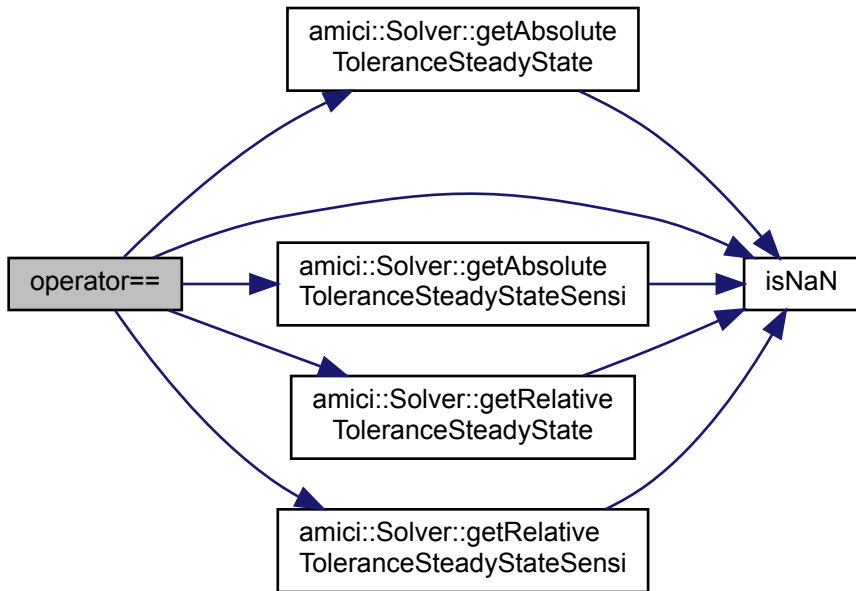 amici::Solver::getAbsolute
ToleranceSteadyState
operator==
amici::Solver::getAbsolute
ToleranceSteadyStateSensi
isNaN
amici::Solver::getRelative
ToleranceSteadyState
amici::Solver::getRelative
ToleranceSteadyStateSensi